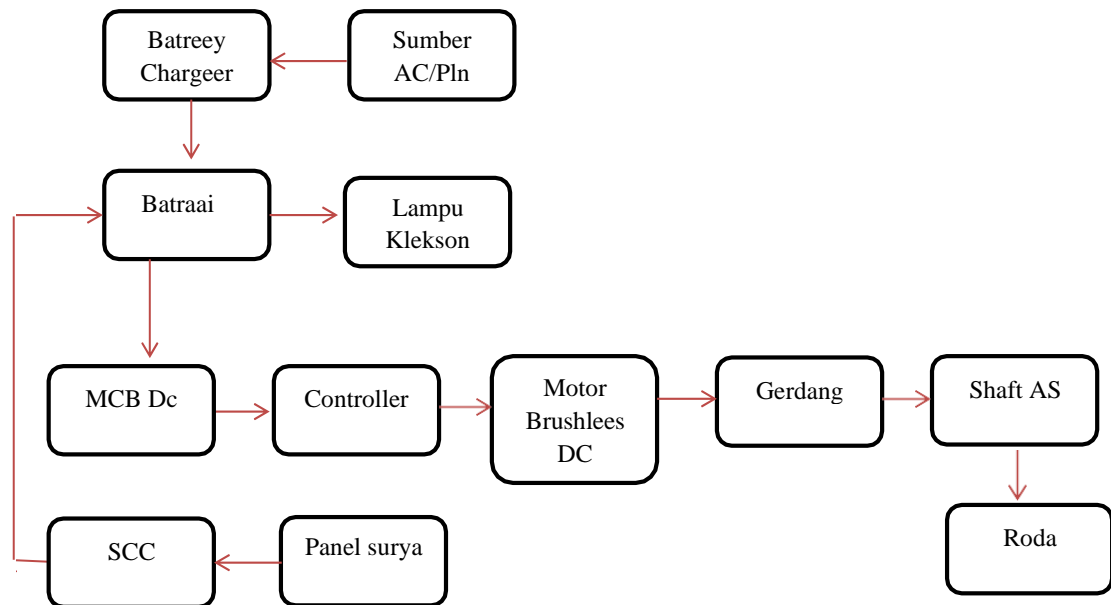 Batreey
Chargeer
Sumber
AC/Pln
Batraai
Lampu
Klekson
MCB Dc
Controller
Motor
Brushlees
DC
Gerdang
Shaft AS
SCC
Panel surya
Roda